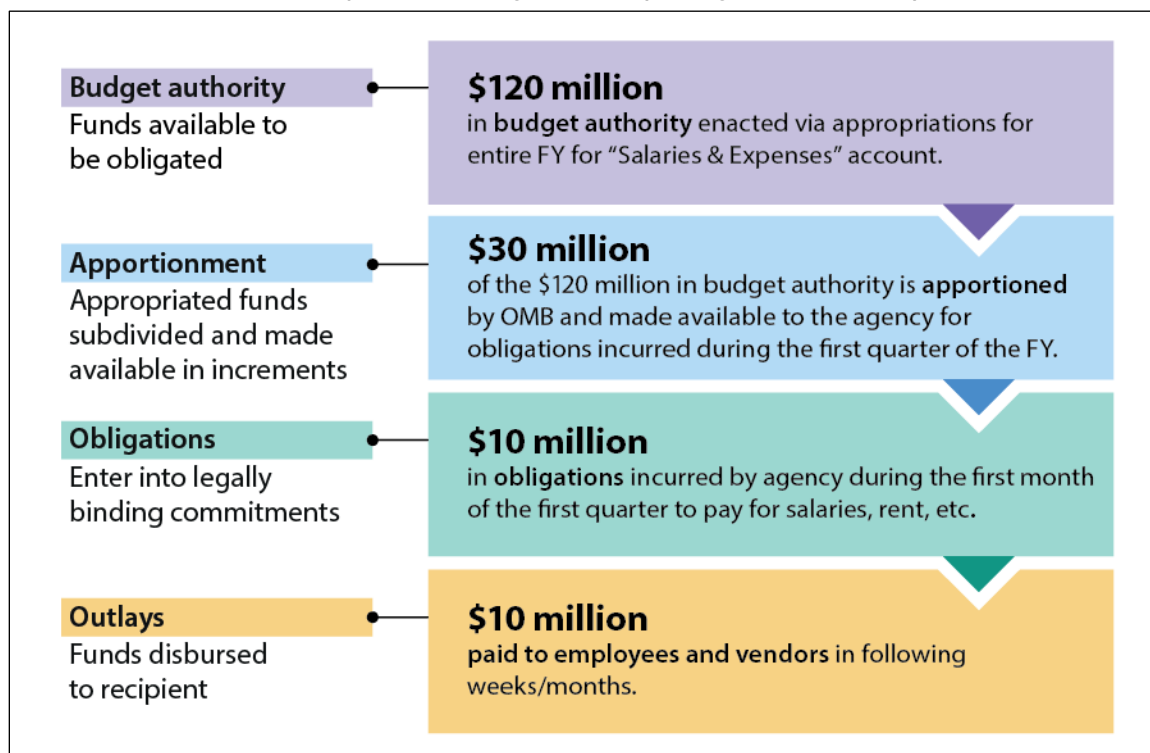 Budget authority
Funds available to
be obligated
$120 million
in budget authority enacted via appropriations for
entire FY for “Salaries & Expenses” account.
Apportionment
Appropriated funds
subdivided and made
available in increments
$30 million
of the $120 million in budget authority is apportioned
by OMB and made available to the agency for
obligations incurred during the first quarter of the FY.
Obligations
Enter into legally
binding commitments
$10 million
in obligations incurred by agency during the first month
of the first quarter to pay for salaries, rent, etc.
Outlays
Funds disbursed
to recipient
$10 million
paid to employees and vendors in following
weeks/months.